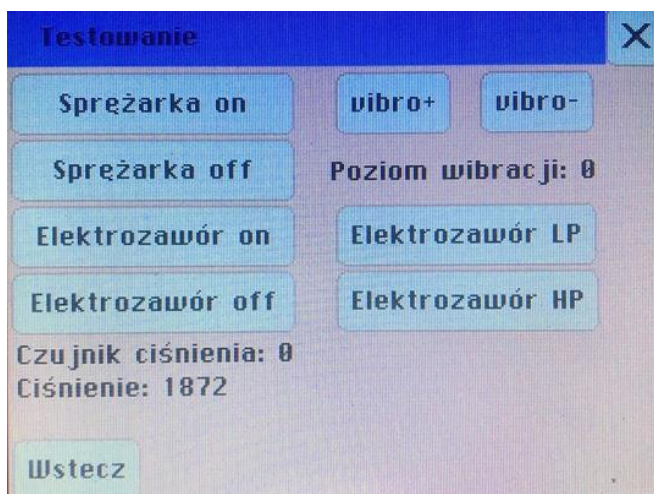 Testowanie
X
Sprężarka on
vibro+
vibro-
Sprężarka off
Poziom wibracji: 0
Elektrozawór on
Elektrozawór LP
Elektrozawór off
Elektrozawór HP
Czujnik ciśnienia: 0
Ciśnienie: 1872
Wstecz